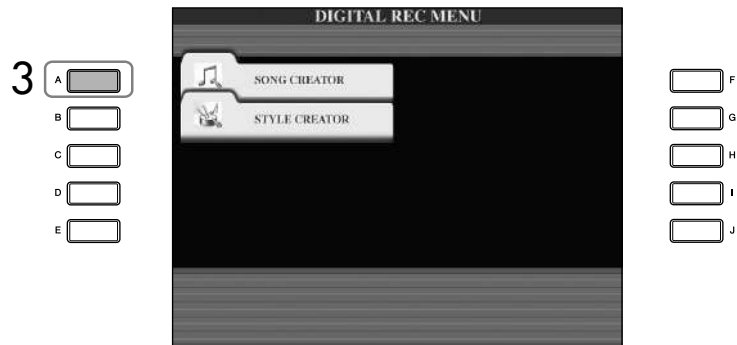 DIGITAL REC MENU
3
A
SONG CREATOR
F
B
STYLE CREATOR
G
C
H
D
I
E
J